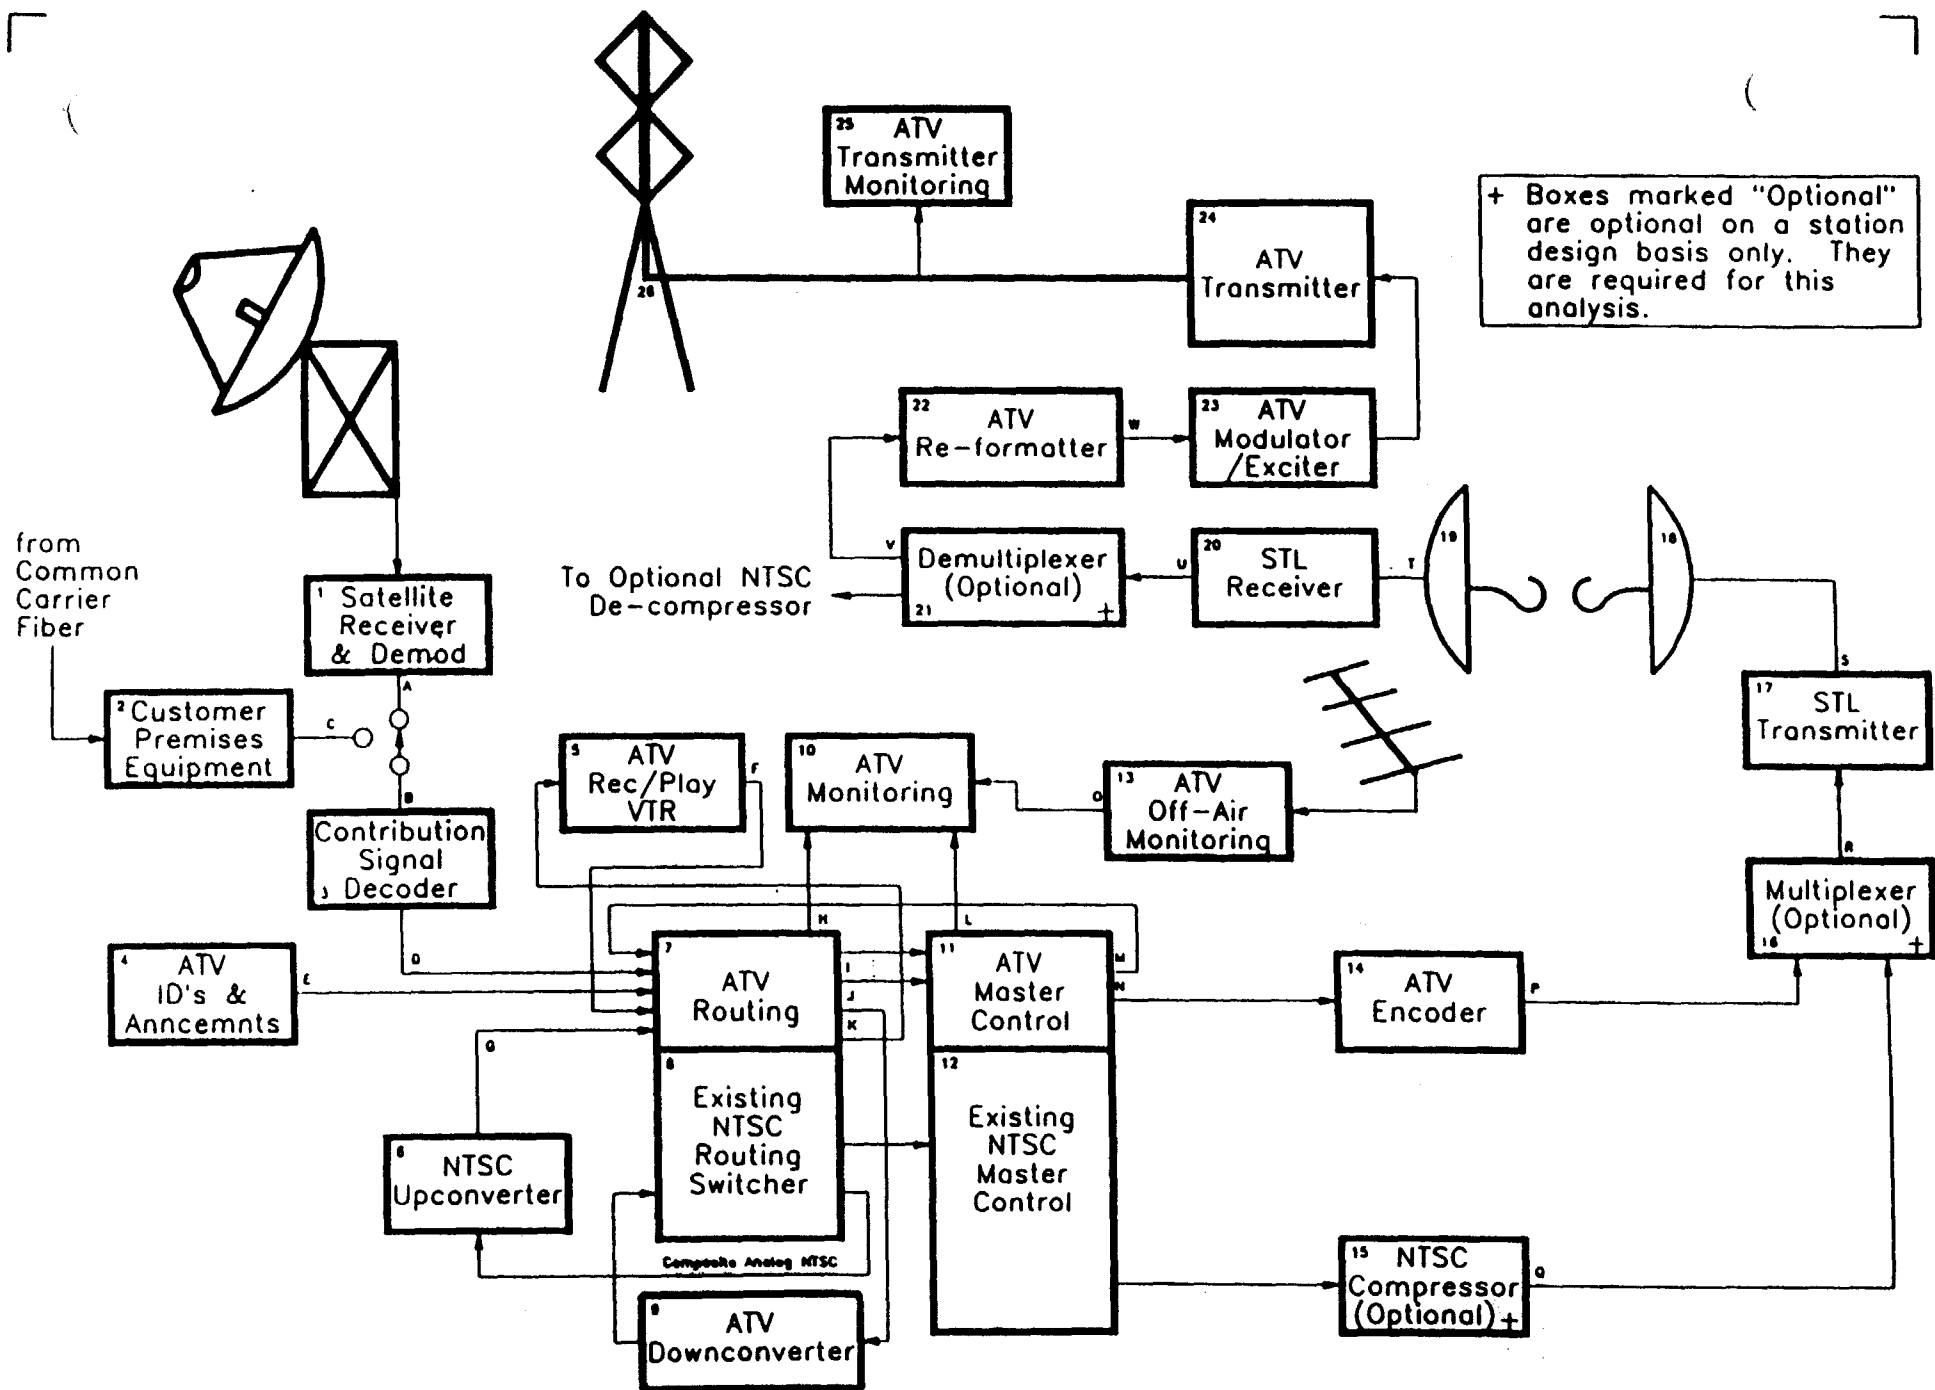 25 ATV
Transmitter
Monitoring
+ Boxes marked "Optional"
are optional on a station
design basis only. They
are required for this
analysis.
24
ATV
Transmitter
26
22
ATV
Re-formatter
W
23 ATV
Modulator
/Exciter
from
Common
Carrier
Fiber
To Optional NTSC
De-compressor
V
Demultiplexer
(Optional)
21 +
U
20 STL
Receiver
T
19
18
S
1 Satellite
Receiver
& Demod
A
2 Customer
Premises
Equipment
C
B
17
STL
Transmitter
5 ATV
Rec/Play
VTR
F
10 ATV
Monitoring
O
13 ATV
Off-Air
Monitoring
Contribution
Signal
3 Decoder
D
R
Multiplexer
(Optional)
16 +
4 ATV
ID's &
Anncemnts
E
H
L
7
ATV
Routing
I
J
K
11
ATV
Master
Control
M
N
14
ATV
Encoder
P
G
8
Existing
NTSC
Routing
Switcher
12
Existing
NTSC
Master
Control
6
NTSC
Upconverter
Composite Analog NTSC
9 ATV
Downconverter
15 NTSC
Compressor
(Optional) +
Q